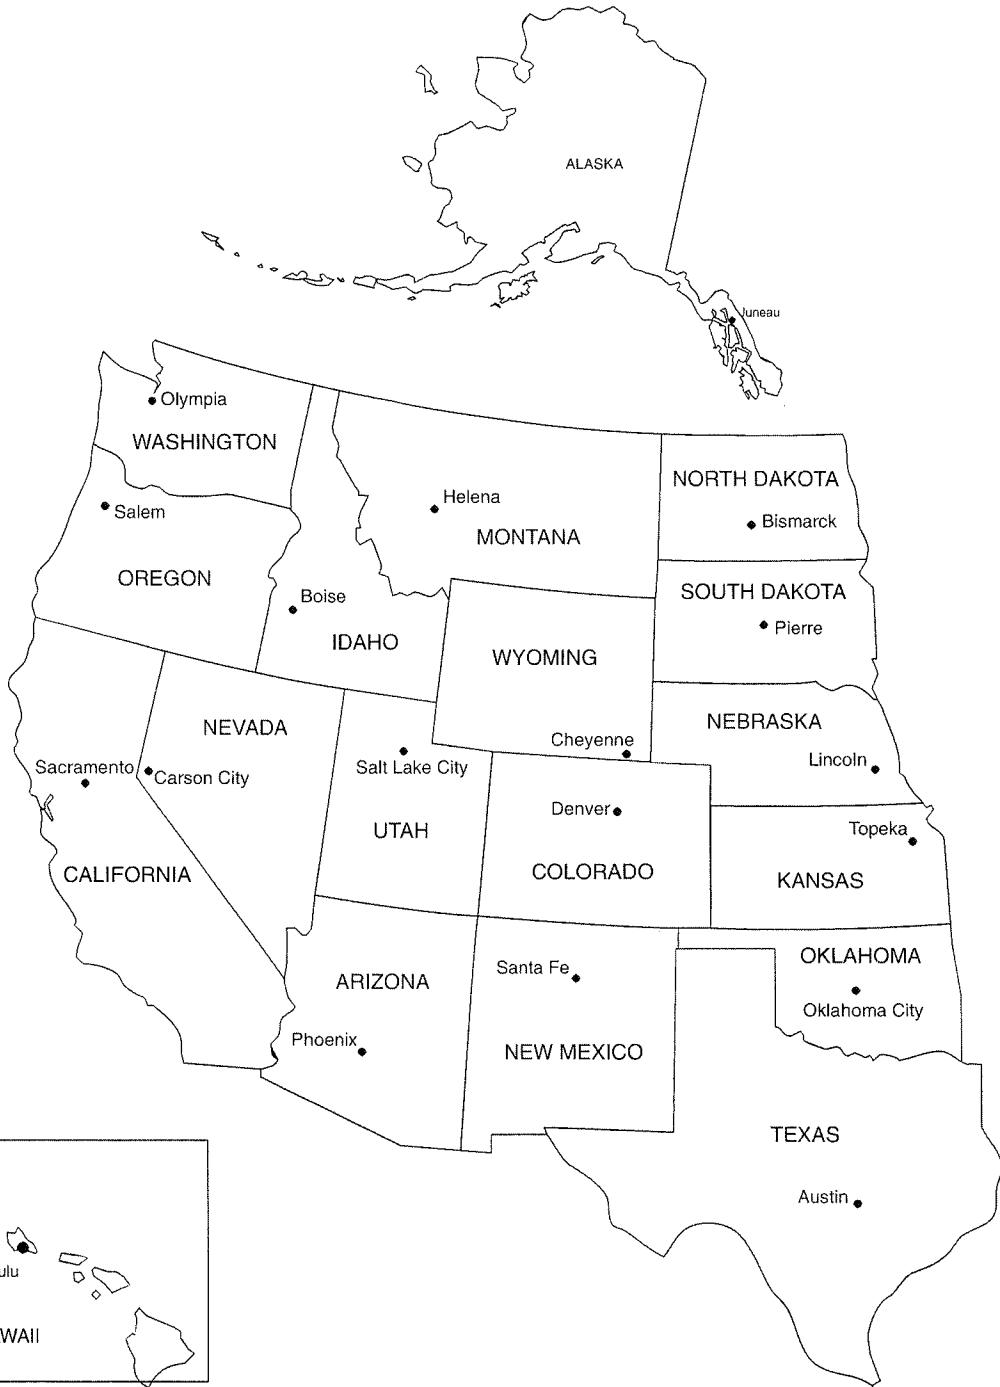 ALASKA
Juneau
Olympia
WASHINGTON
NORTH DAKOTA
Helena
Salem
Bismarck
MONTANA
OREGON
SOUTH DAKOTA
Boise
Pierre
IDAHO
WYOMING
NEVADA
NEBRASKA
Cheyenne
Lincoln
Sacramento
Carson City
Salt Lake City
Denver
Topeka
UTAH
CALIFORNIA
COLORADO
KANSAS
OKLAHOMA
Santa Fe
ARIZONA
Oklahoma City
Phoenix
NEW MEXICO
TEXAS
Austin
ulu
WAII